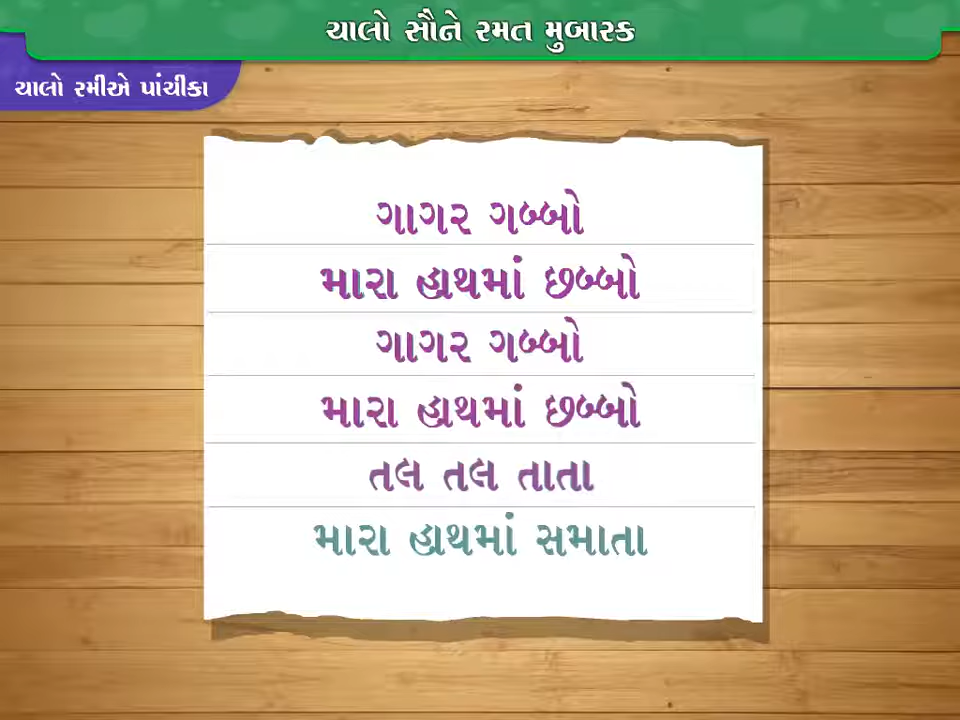 ચાલો સૌને રમત મુબારક
ચાલો રમીએ પાંચીકા
ગાગર ગબ્બો
મારા હાથમાં છબ્બો
ગાગર ગબ્બો
મારા હાથમાં છબ્બો
તલ તલ તાતા
મારા હાથમાં સમાતા